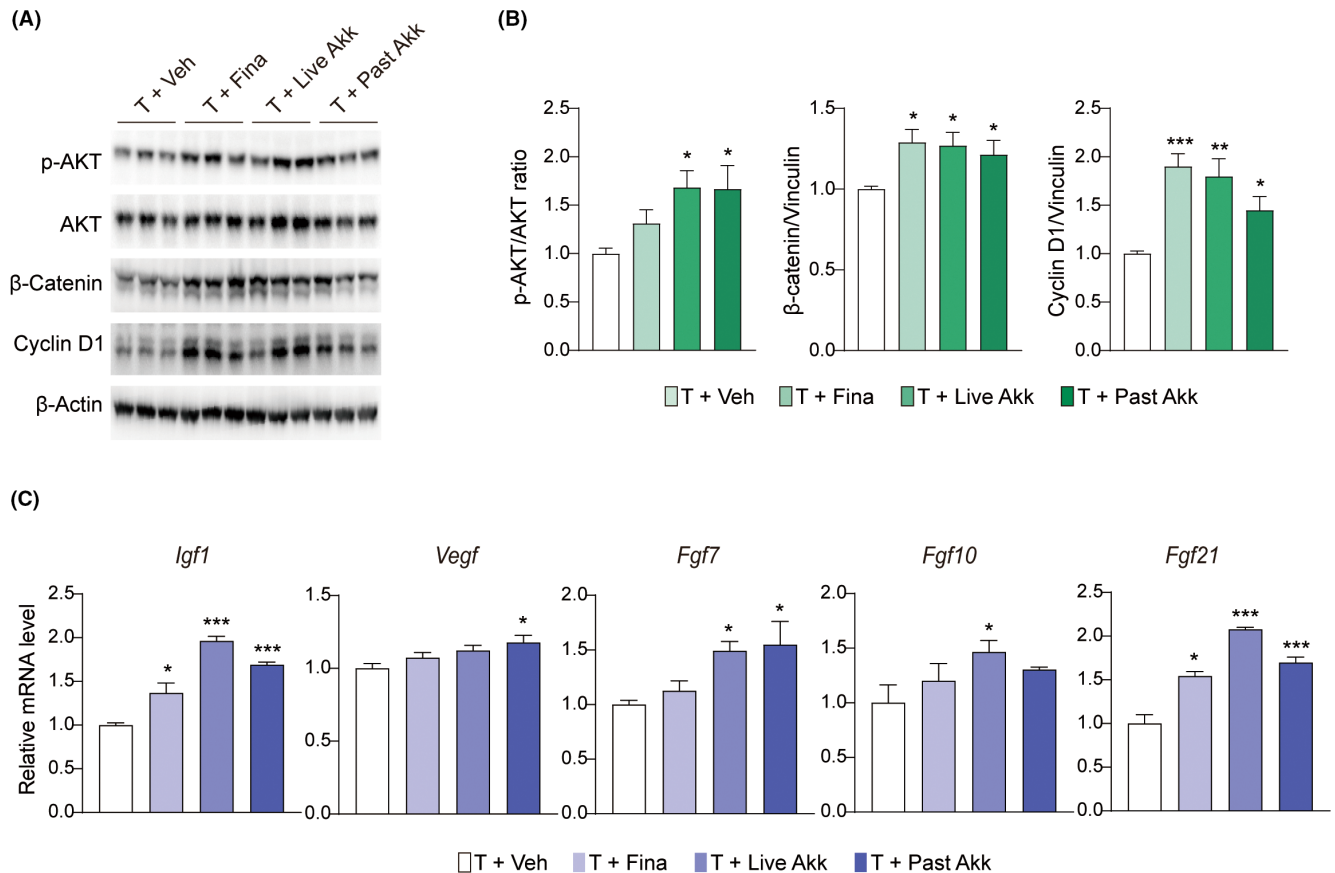 (A)
T + Veh
T + Fina
T + Live Akk
T + Past Akk
p-AKT
AKT
β-Catenin
Cyclin D1
β-Actin
(B)
p-AKT/AKT ratio
2.5
2.0
1.5
1.0
0.5
0.0
* *
β-catenin/Vinculin
1.5
1.0
0.5
0.0
* * *
Cyclin D1/Vinculin
2.5
2.0
1.5
1.0
0.5
0.0
*** ** *
T + Veh T + Fina T + Live Akk T + Past Akk
(C)
Relative mRNA level
Igf1
2.5
2.0
1.5
1.0
0.5
0.0
* *** ***
Vegf
1.5
1.0
0.5
0.0
*
Fgf7
2.0
1.5
1.0
0.5
0.0
* *
Fgf10
2.0
1.5
1.0
0.5
0.0
*
Fgf21
2.5
2.0
1.5
1.0
0.5
0.0
* *** ***
T + Veh T + Fina T + Live Akk T + Past Akk